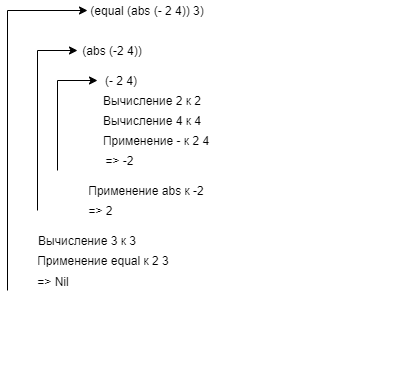 (equal (abs (- 2 4)) 3)
(abs (-2 4))
(- 2 4)
Вычисление 2 к 2
Вычисление 4 к 4
Применение - к 2 4
=> -2
Применение abs к -2
=> 2
Вычисление 3 к 3
Применение equal к 2 3
=> Nil